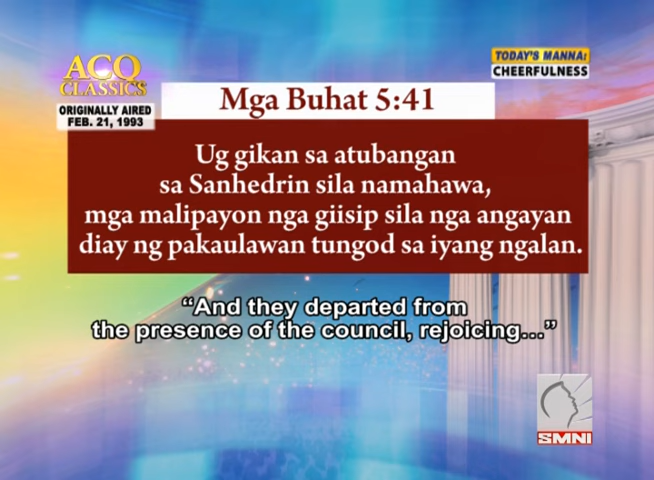 ACQ
CLASSICS
ORIGINALLY AIRED
FEB. 21, 1993
TODAY'S MANNA:
CHEERFULNESS
Mga Buhat 5:41
Ug gikan sa atubangan
sa Sanhedrin sila namahawa,
mga malipayon nga giisip sila nga angayan
diay ng pakaulawan tungod sa iyang ngalan.
“And they departed from
the presence of the council, rejoicing...”
SMNI